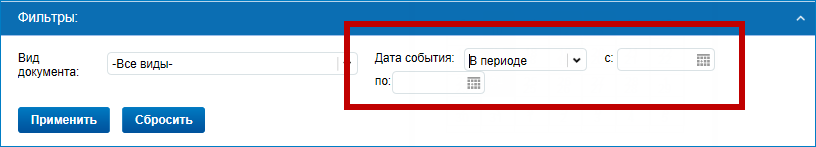 Фильтры:
Вид документа: -Все виды- Дата события: В периоде с:
по:
Применить Сбросить